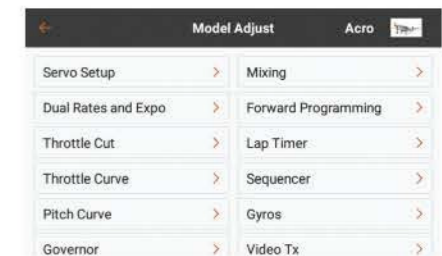 Model Adjust
Acro
Servo Setup
Mixing
Dual Rates and Expo
Forward Programming
Throttle Cut
Lap Timer
Throttle Curve
Sequencer
Pitch Curve
Gyros
Governor
Video Tx